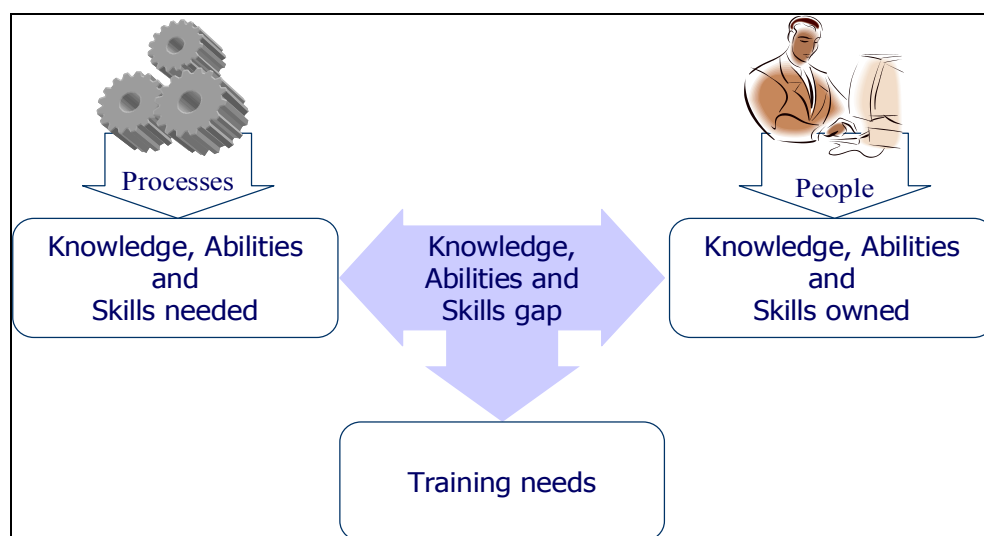 Processes
People
Knowledge, Abilities
and
Skills needed
Knowledge,
Abilities and
Skills gap
Knowledge, Abilities
and
Skills owned
Training needs